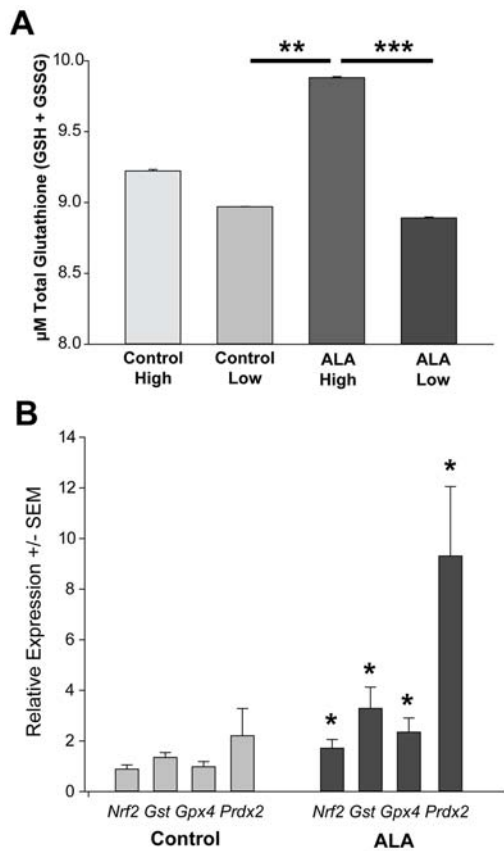 A
** ***
µM Total Glutathione (GSH + GSSG)
10.0
9.5
9.0
8.5
8.0
Control High
Control Low
ALA High
ALA Low
B
Relative Expression +/- SEM
14
12
10
8
6
4
2
0
* * * *
Nrf2 Gst Gpx4 Prdx2 Nrf2 Gst Gpx4 Prdx2
Control ALA